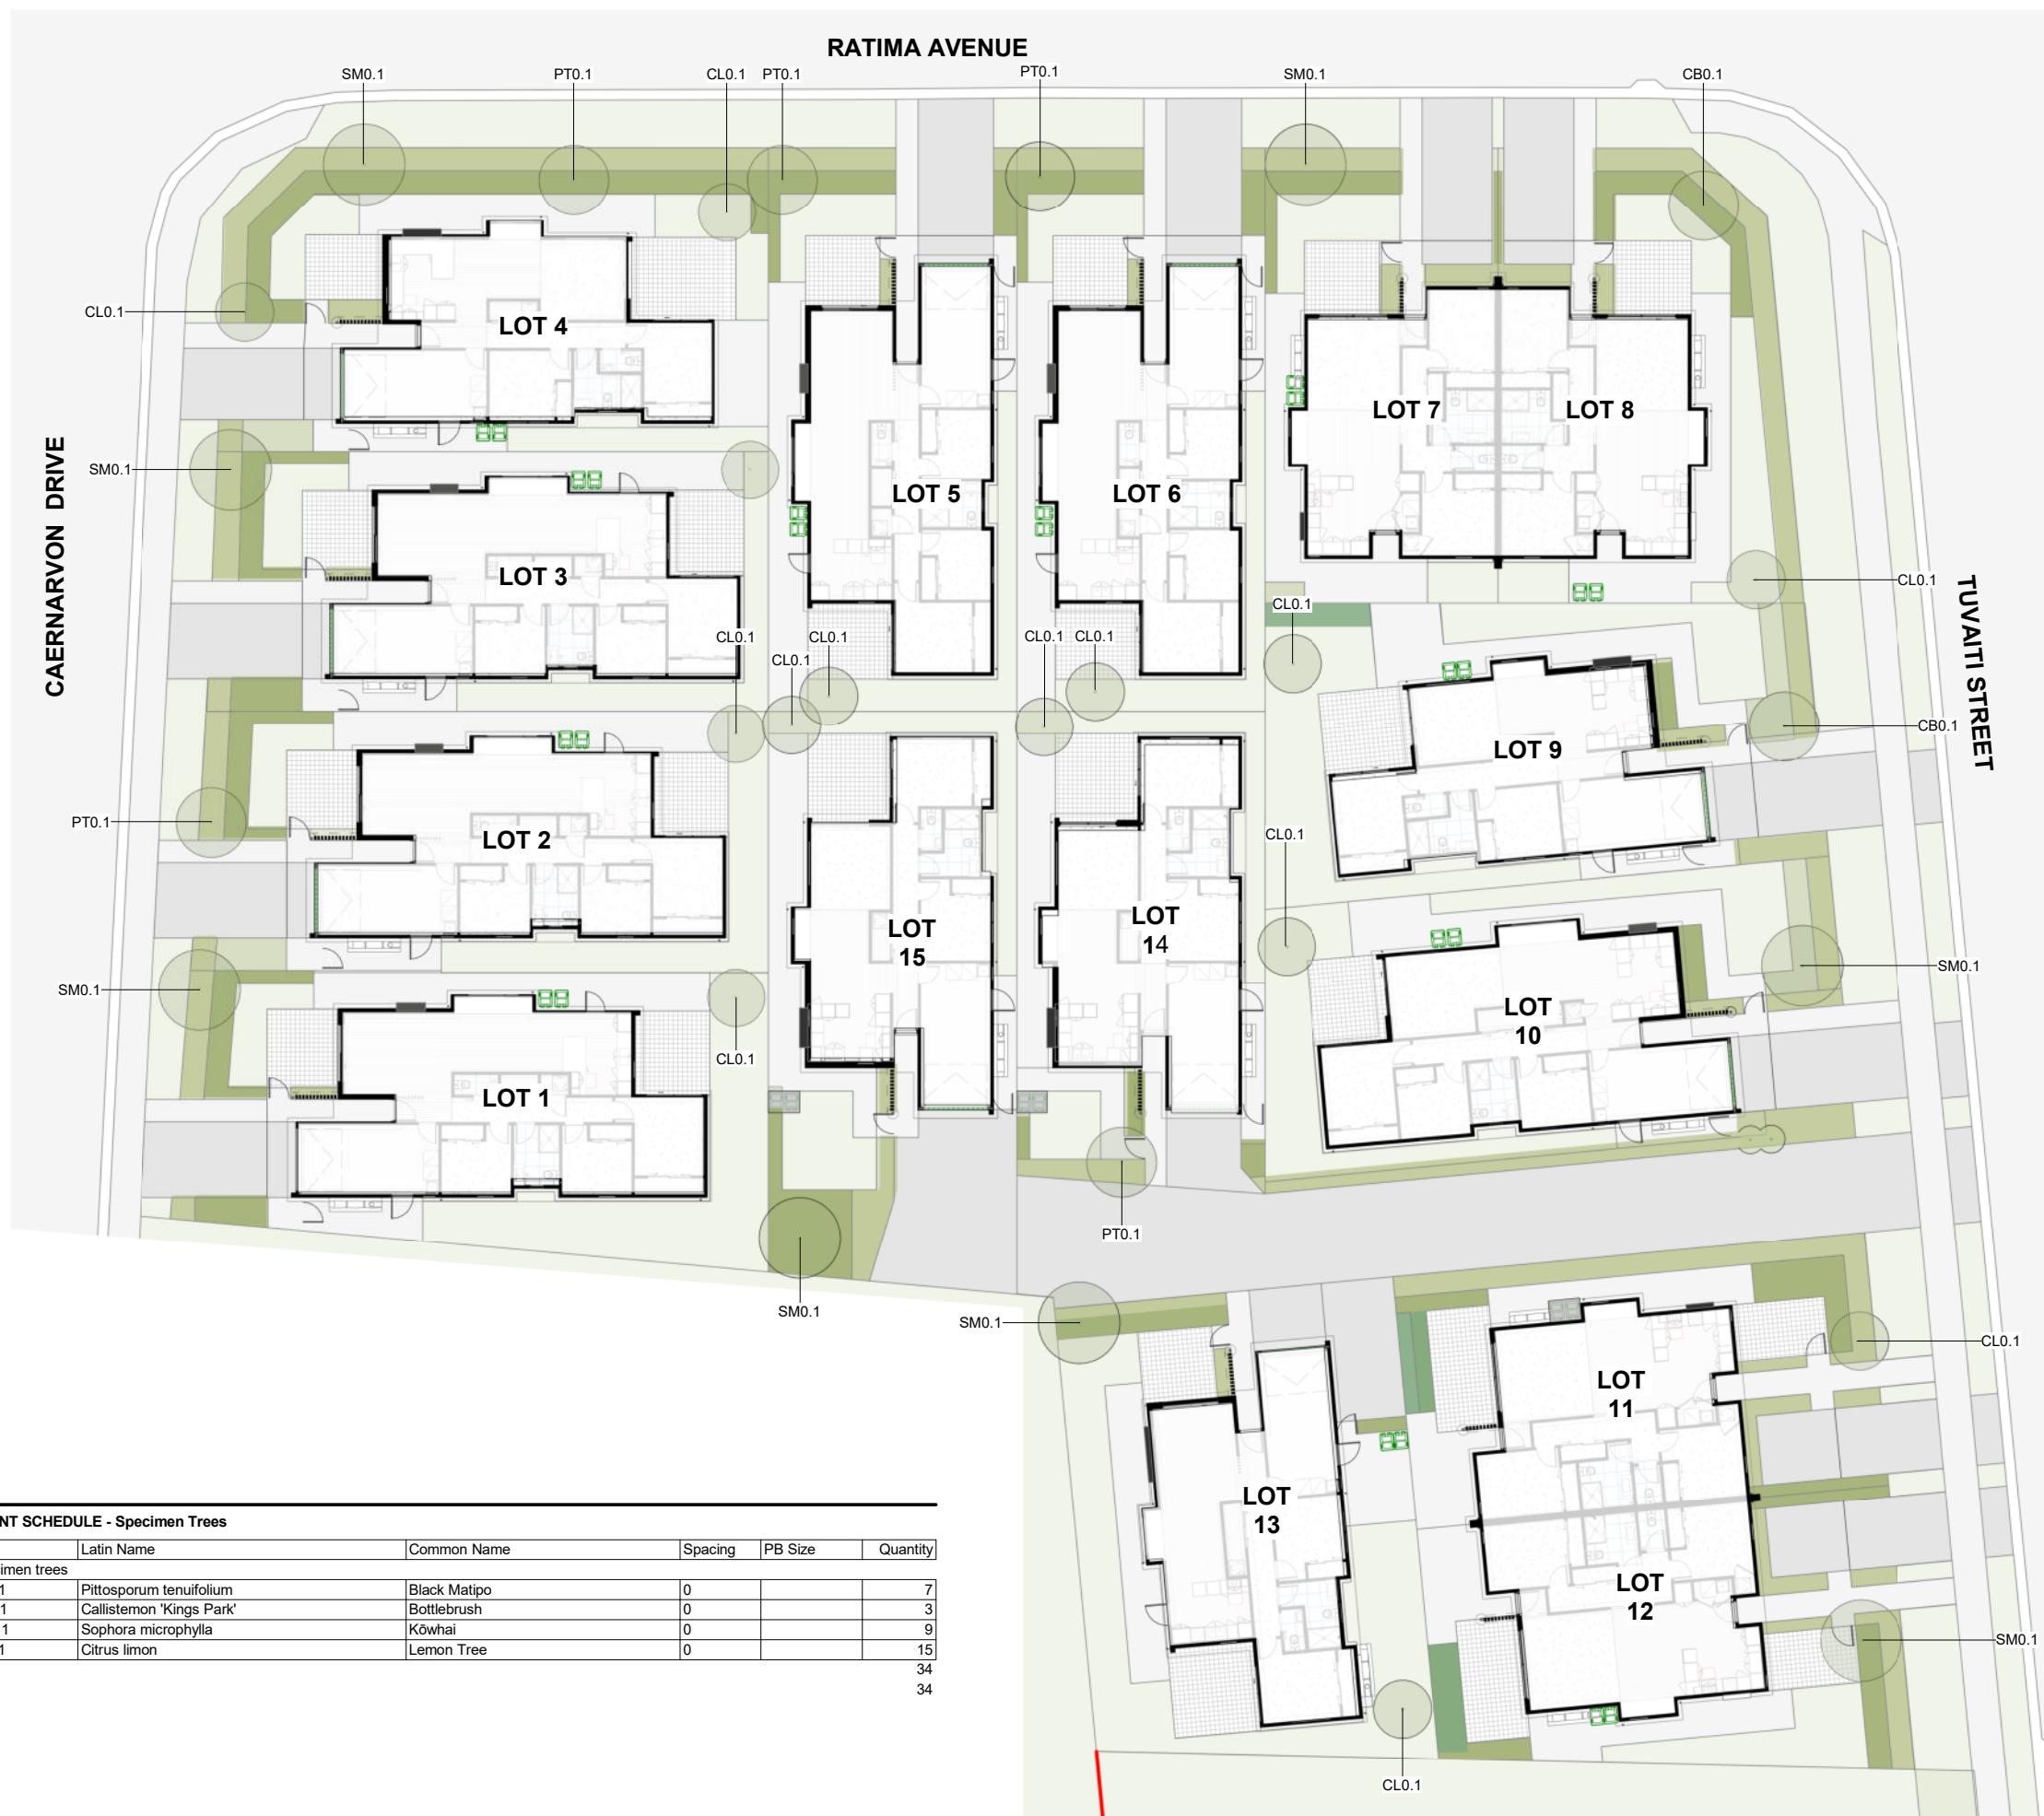 RATIMA AVENUE
SM0.1
PT0.1
CL0.1
PT0.1
PT0.1
SM0.1
CB0.1
CL0.1
LOT 4
LOT 7
LOT 8
CAERNARVON DRIVE
SM0.1
LOT 5
LOT 6
LOT 3
CL0.1
TUVAITI STREET
CL0.1
CL0.1
CL0.1
CL0.1
CL0.1
CL0.1
CB0.1
LOT 9
PT0.1
LOT 2
CL0.1
LOT
15
LOT
14
SM0.1
SM0.1
LOT
10
CL0.1
LOT 1
PT0.1
SM0.1
SM0.1
CL0.1
LOT
11
LOT
13
LOT
12
SM0.1
CL0.1
NT SCHEDULE - Specimen Trees
Latin Name Common Name Spacing PB Size Quantity
imen trees
1 Pittosporum tenuifolium Black Matipo 0 7
1 Callistemon 'Kings Park' Bottlebrush 0 3
1 Sophora microphylla Kōwhai 0 9
1 Citrus limon Lemon Tree 0 15
34
34